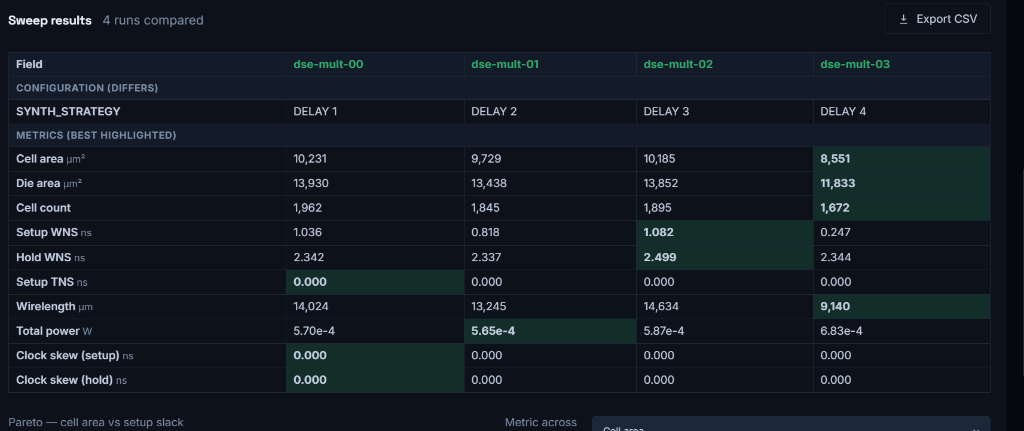 Sweep results 4 runs compared Export CSV
Field dse-mult-00 dse-mult-01 dse-mult-02 dse-mult-03
CONFIGURATION (DIFFERS)
SYNTH_STRATEGY DELAY 1 DELAY 2 DELAY 3 DELAY 4
METRICS (BEST HIGHLIGHTED)
Cell area µm² 10,231 9,729 10,185 8,551
Die area µm² 13,930 13,438 13,852 11,833
Cell count 1,962 1,845 1,895 1,672
Setup WNS ns 1.036 0.818 1.082 0.247
Hold WNS ns 2.342 2.337 2.499 2.344
Setup TNS ns 0.000 0.000 0.000 0.000
Wirelength µm 14,024 13,245 14,634 9,140
Total power W 5.70e-4 5.65e-4 5.87e-4 6.83e-4
Clock skew (setup) ns 0.000 0.000 0.000 0.000
Clock skew (hold) ns 0.000 0.000 0.000 0.000
Pareto — cell area vs setup slack Metric across Cell area